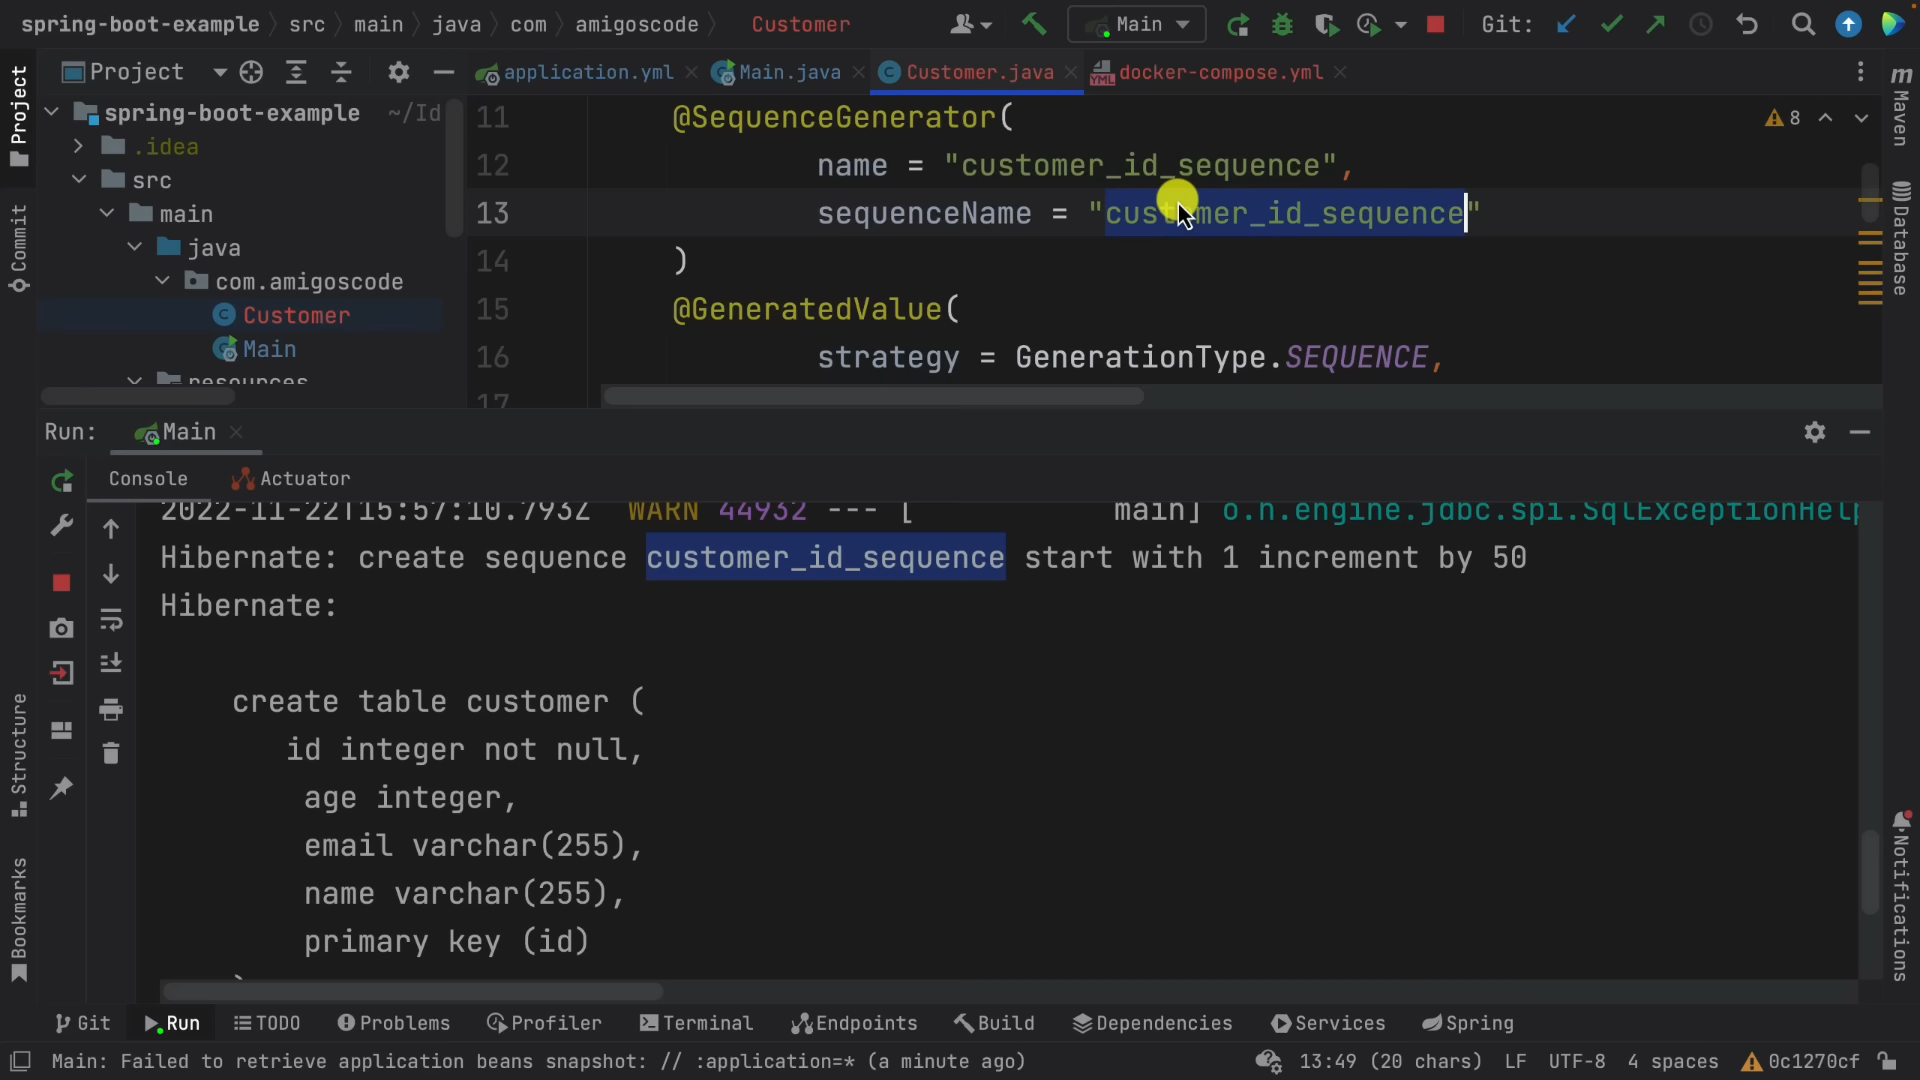 spring-boot-example src main java com amigoscode Customer
Main
Git:
Project
application.yml
Main.java
Customer.java
docker-compose.yml
spring-boot-example ~/Id
.idea
src
main
java
com.amigoscode
Customer
Main
resources
11 @SequenceGenerator(
12 name = "customer_id_sequence",
13 sequenceName = "customer_id_sequence"
14 )
15 @GeneratedValue(
16 strategy = GenerationType.SEQUENCE,
17
8
Project
Commit
Structure
Bookmarks
m
Maven
Database
Notifications
Run: Main
Console Actuator
2022-11-22T15:57:10.793Z WARN 44932 --- [ main] o.h.engine.jdbc.spi.SqlExceptionHelp
Hibernate: create sequence customer_id_sequence start with 1 increment by 50
Hibernate:
create table customer (
id integer not null,
age integer,
email varchar(255),
name varchar(255),
primary key (id)
)
Git Run TODO Problems Profiler Terminal Endpoints Build Dependencies Services Spring
Main: Failed to retrieve application beans snapshot: // :application=* (a minute ago)
13:49 (20 chars) LF UTF-8 4 spaces 0c1270cf